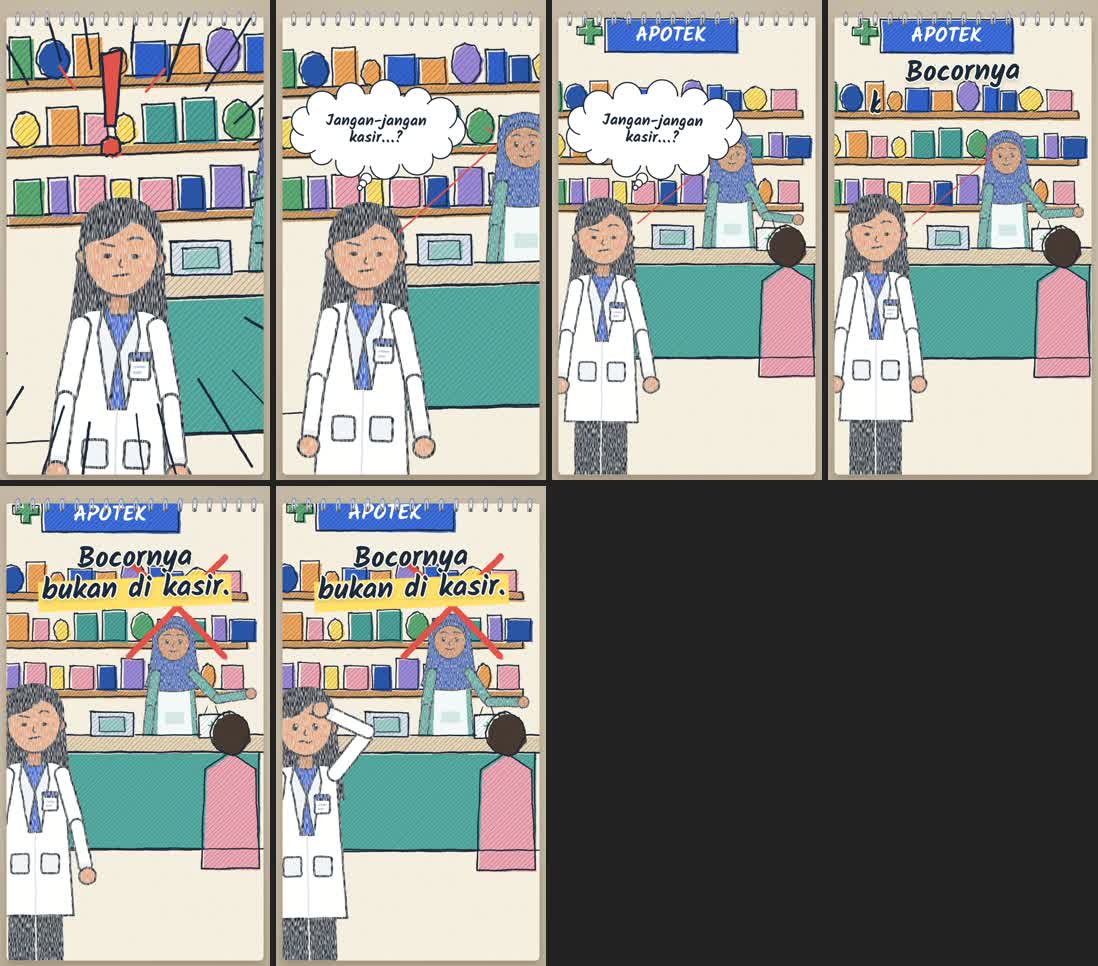 Jangan-jangan
kasir...?
APOTEK
Jangan-jangan
kasir...?
APOTEK
Bocornya
k
APOTEK
Bocornya
bukan di kasir.
APOTEK
Bocornya
bukan di kasir.